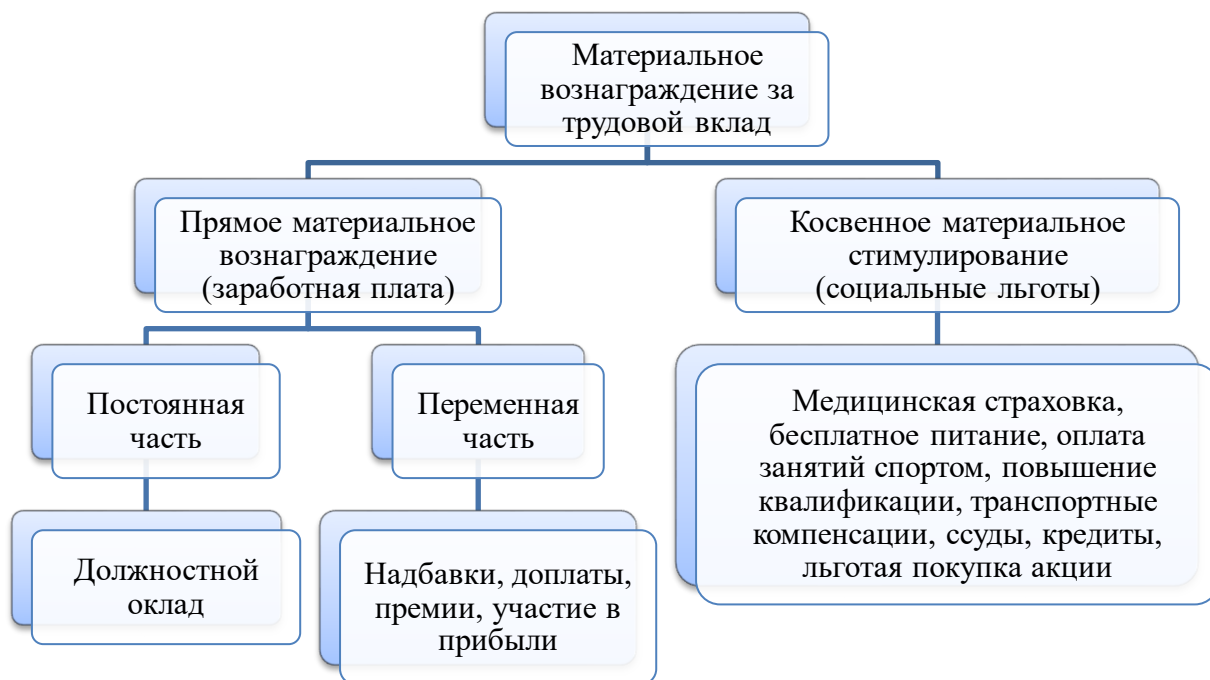 Материальное
вознаграждение за
трудовой вклад
Прямое материальное
вознаграждение
(заработная плата)
Косвенное материальное
стимулирование
(социальные льготы)
Постоянная
часть
Переменная
часть
Медицинская страховка,
бесплатное питание, оплата
занятий спортом, повышение
квалификации, транспортные
компенсации, ссуды, кредиты,
льготая покупка акции
Должностной
оклад
Надбавки, доплаты,
премии, участие в
прибыли